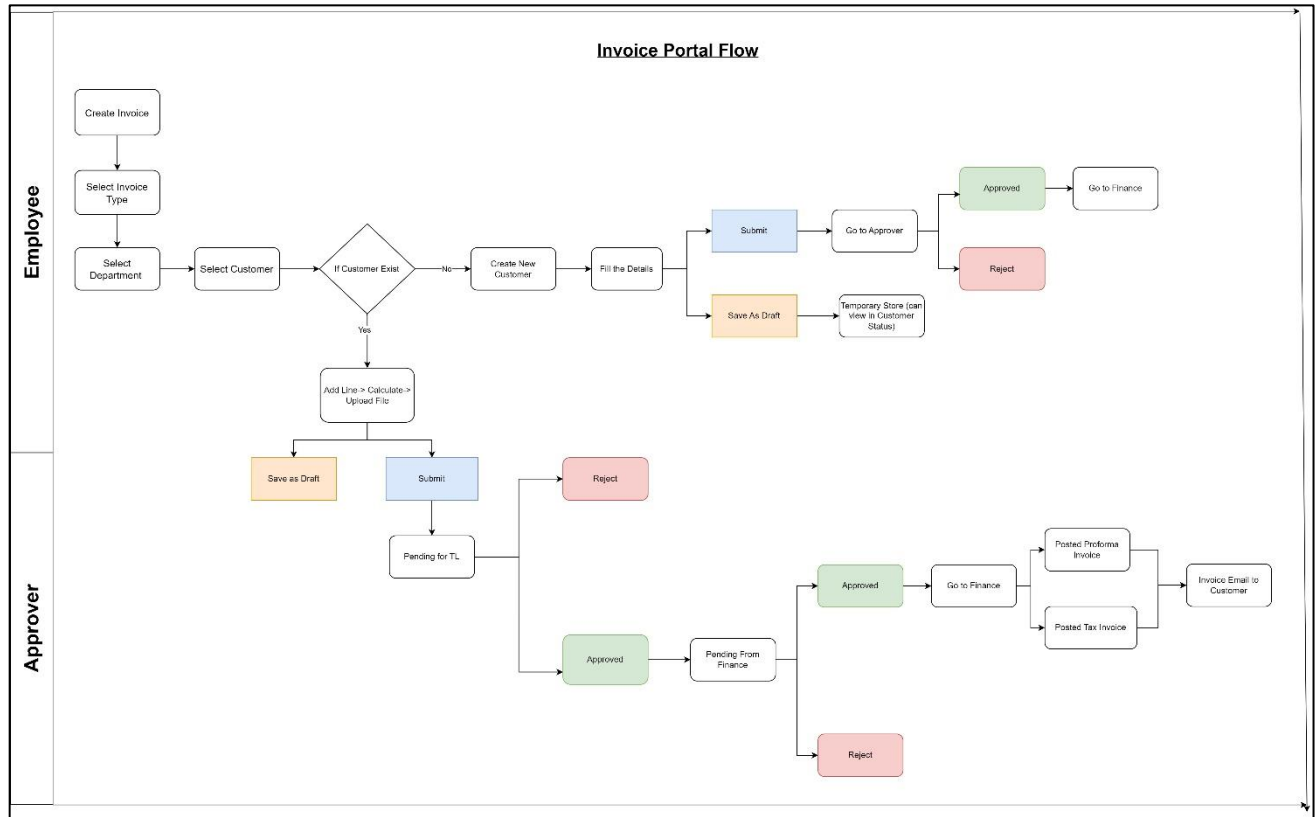 Invoice Portal Flow
Employee
Create Invoice
Select Invoice
Type
Select
Department
Select Customer
If Customer Exist
No
Create New
Customer
Fill the Details
Submit
Go to Approver
Approved
Go to Finance
Reject
Save As Draft
Temporary Store (can
view in Customer
Status)
Yes
Add Line-> Calculate->
Upload File
Approver
Save as Draft
Submit
Reject
Pending for TL
Approved
Pending From
Finance
Approved
Go to Finance
Posted Proforma
Invoice
Posted Tax Invoice
Invoice Email to
Customer
Reject